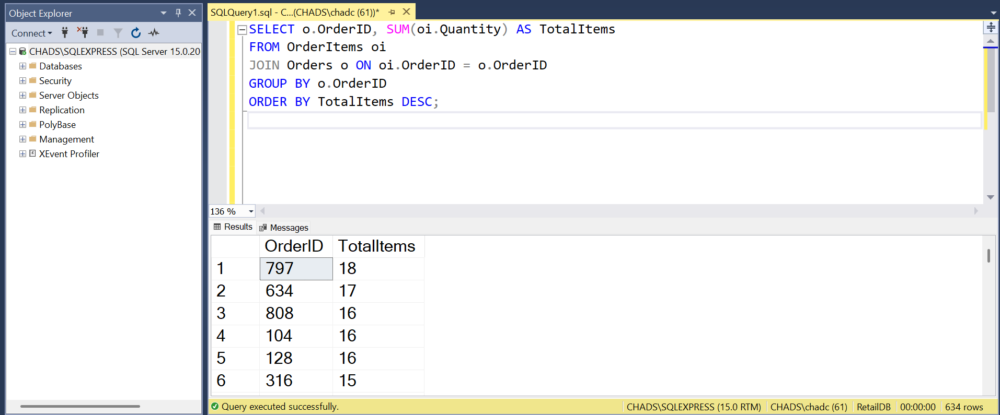 Object Explorer
Connect
CHADS\SQLEXPRESS (SQL Server 15.0.20
Databases
Security
Server Objects
Replication
PolyBase
Management
XEvent Profiler
SQLQuery1.sql - C...(CHADS\chadc (61))*
SELECT o.OrderID, SUM(oi.Quantity) AS TotalItems
FROM OrderItems oi
JOIN Orders o ON oi.OrderID = o.OrderID
GROUP BY o.OrderID
ORDER BY TotalItems DESC;
136 %
Results Messages
OrderID TotalItems
1 797 18
2 634 17
3 808 16
4 104 16
5 128 16
6 316 15
Query executed successfully. CHADS\SQLEXPRESS (15.0 RTM) CHADS\chadc (61) RetailDB 00:00:00 634 rows